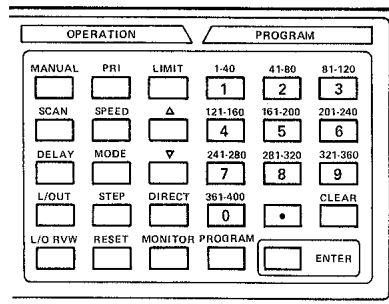 OPERATION PROGRAM
MANUAL PRI LIMIT 1-40 41-80 81-120
1 2 3
SCAN SPEED △ 121-160 161-200 201-240
4 5 6
DELAY MODE ▽ 241-280 281-320 321-360
7 8 9
L/OUT STEP DIRECT 361-400 CLEAR
0 •
L/O RVW RESET MONITOR PROGRAM
ENTER